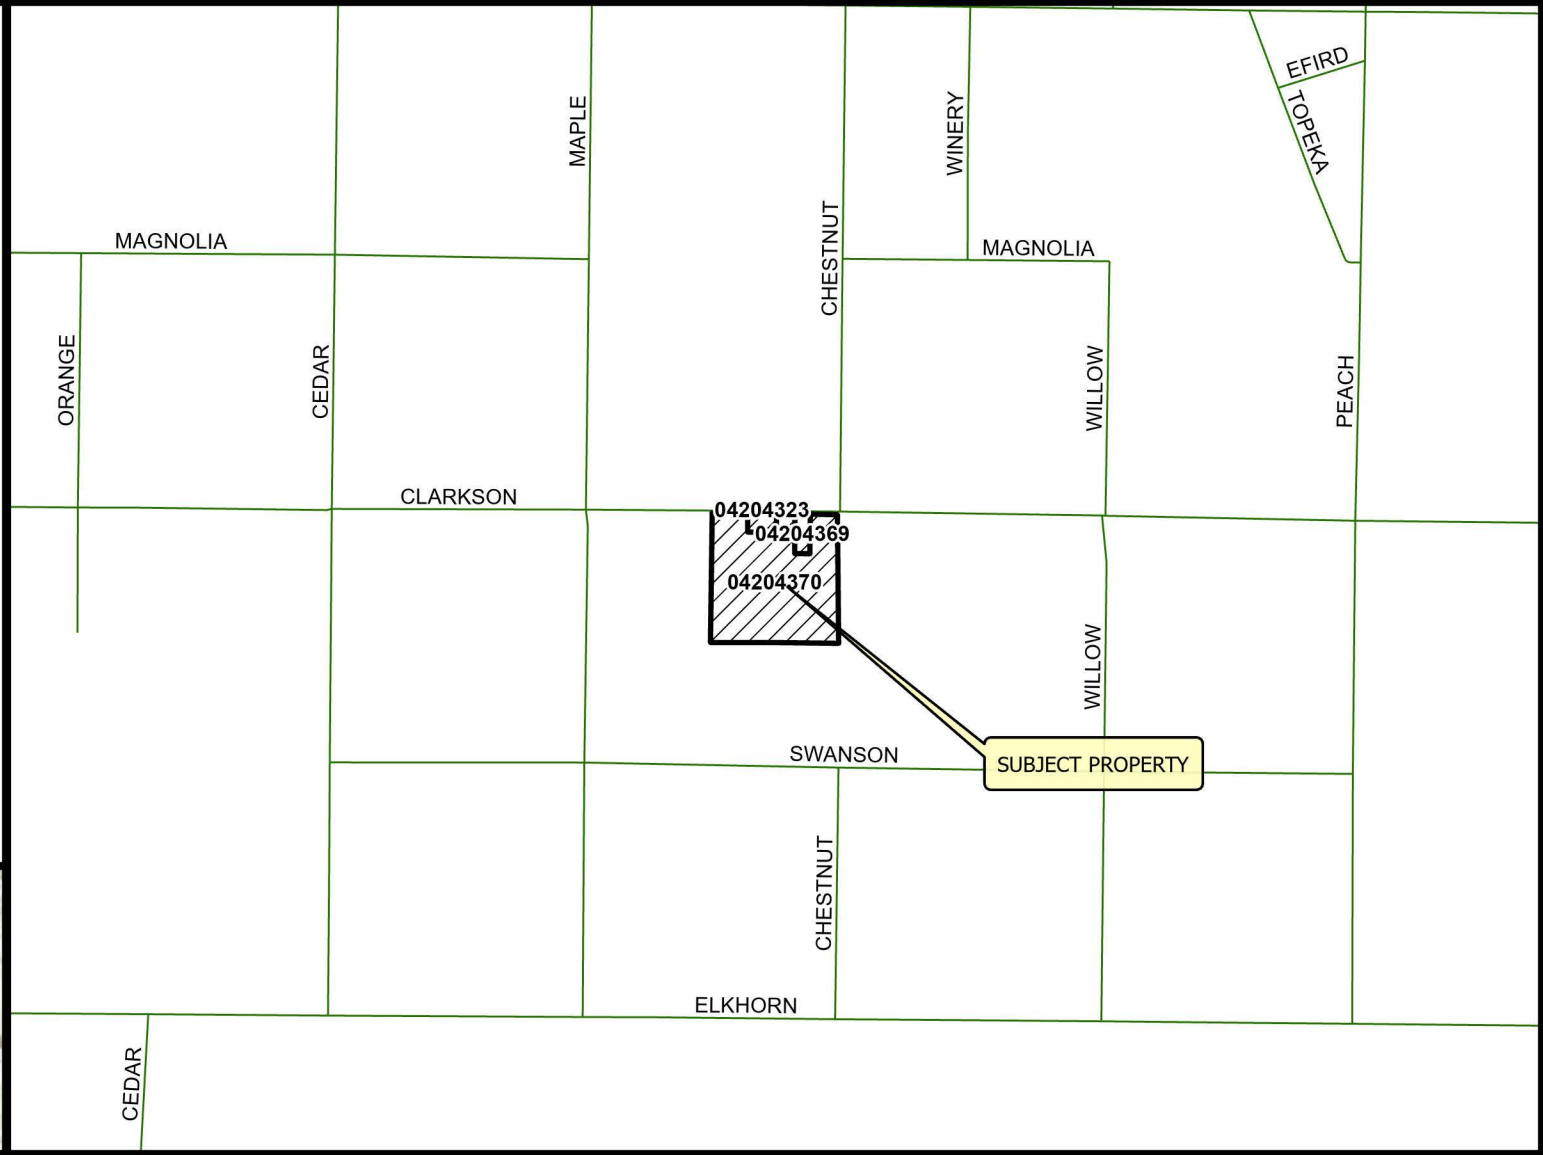 EFIRD
TOPEKA
MAPLE
WINERY
CHESTNUT
MAGNOLIA
MAGNOLIA
ORANGE
CEDAR
WILLOW
PEACH
CLARKSON
04204323
04204369
04204370
WILLOW
SWANSON
SUBJECT PROPERTY
CHESTNUT
ELKHORN
CEDAR